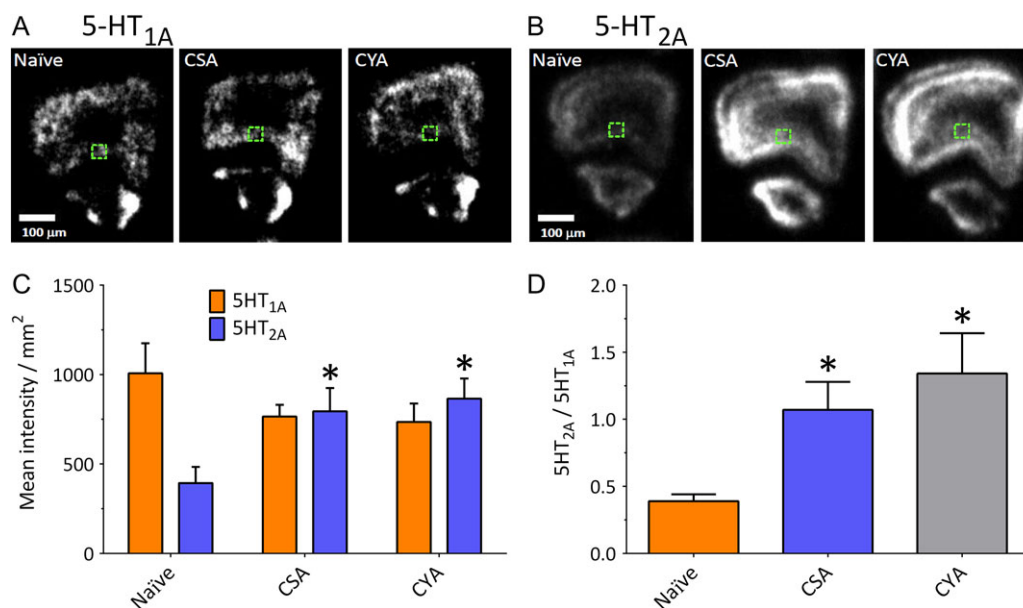 A 5-HT1A
Naïve CSA CYA
100 µm
B 5-HT2A
Naïve CSA CYA
100 µm
C
1500
1000
500
0
Mean intensity / mm²
5HT1A
5HT2A
* *
Naïve CSA CYA
D
2.0
1.5
1.0
0.5
0.0
5HT2A / 5HT1A
* *
Naïve CSA CYA